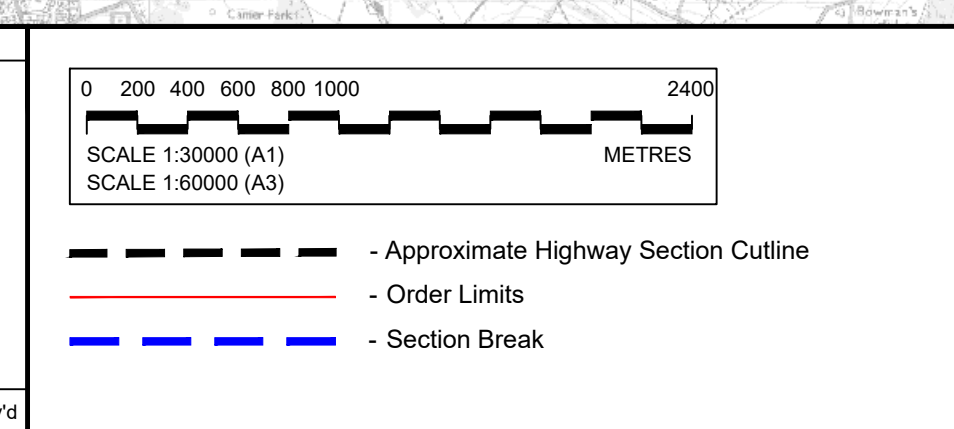 Camer Park
Bowman's
0 200 400 600 800 1000 2400
SCALE 1:30000 (A1) METRES
SCALE 1:60000 (A3)
- Approximate Highway Section Cutline
- Order Limits
- Section Break
'd